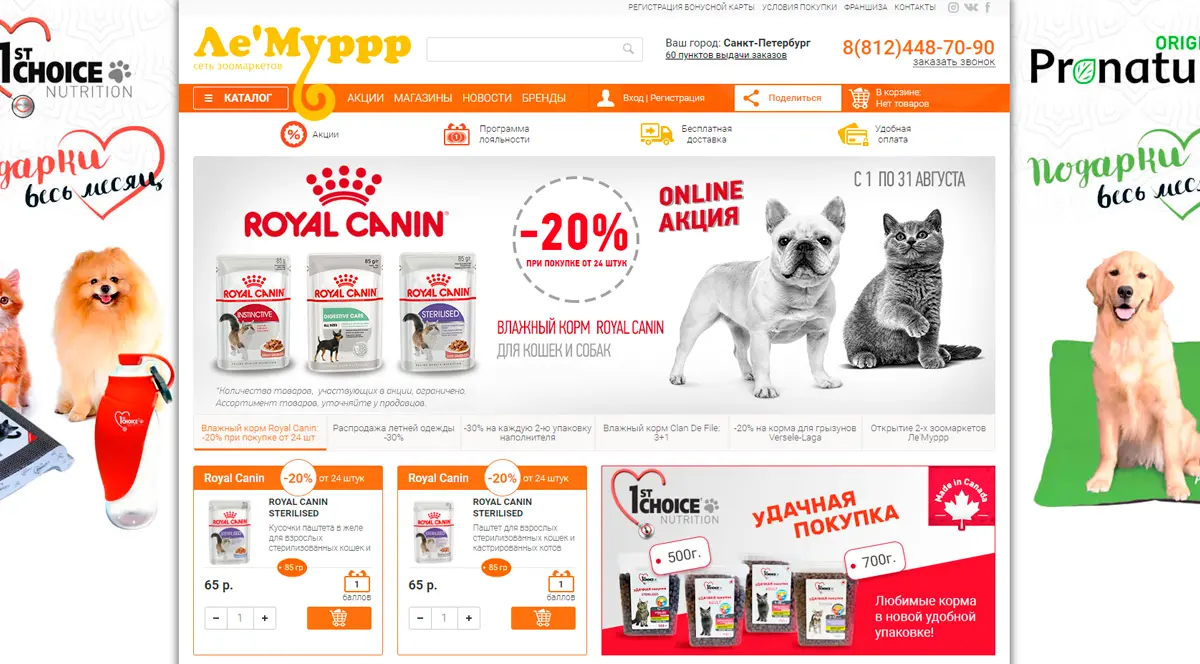 РЕГИСТРАЦИЯ БОНУСНОЙ КАРТЫ УСЛОВИЯ ПОКУПКИ ФРАНШИЗА КОНТАКТЫ
Ле'Муррр
сеть зоомаркетов
Ваш город: Санкт-Петербург
60 пунктов выдачи заказов
8(812)448-70-90
заказать звонок
КАТАЛОГ АКЦИИ МАГАЗИНЫ НОВОСТИ БРЕНДЫ
Вход | Регистрация
Поделиться
В корзине:
Нет товаров
Акции
Программа
лояльности
Бесплатная
доставка
Удобная
оплата
1ST
CHOICE
NUTRITION
одарки
весь месяц
1ST
CHOICE
ORIG
Pronatu
Подарки
весь мес
ROYAL CANIN
-20%
ПРИ ПОКУПКЕ ОТ 24 ШТУК
ONLINE
АКЦИЯ
С 1 ПО 31 АВГУСТА
85 g
ROYAL CANIN
INSTINCTIVE
85 g
ROYAL CANIN
DIGESTIVE CARE
85 g
ROYAL CANIN
STERILISED
ВЛАЖНЫЙ КОРМ ROYAL CANIN
ДЛЯ КОШЕК И СОБАК
*Количества товаров, участвующих в акции, ограничено.
Ассортимент товаров, уточняйте у продавцов.
Влажный корм Royal Canin:
-20% при покупке от 24 шт.
Распродажа летней одежды
-30%
-30% на каждую 2-ю упаковку
наполнителя
Влажный корм Clan De File:
3+1
-20% на корма для грызунов
Versele-Laga
Открытие 2-х зоомаркетов
Ле'Муррр
Royal Canin -20% от 24 штук
ROYAL CANIN
STERILISED
Кусочки паштета в желе
для взрослых
стерилизованных кошек и
85 гр
65 р.
1
баллов
− 1 +
Royal Canin -20% от 24 штук
ROYAL CANIN
STERILISED
Паштет для взрослых
стерилизованных кошек и
кастрированных котов
85 гр
65 р.
1
баллов
− 1 +
1ST
CHOICE
NUTRITION
УДАЧНАЯ
ПОКУПКА
Made in Canada
500г.
700г.
Любимые корма
в новой удобной
упаковке!